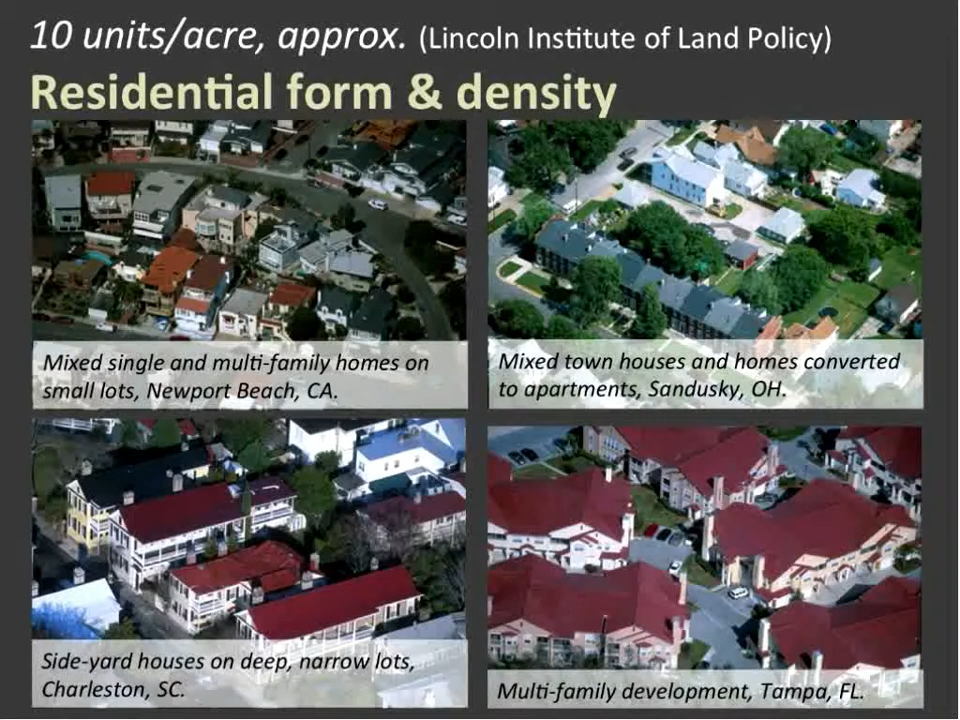 10 units/acre, approx. (Lincoln Institute of Land Policy)
Residential form & density
Mixed single and multi-family homes on
small lots, Newport Beach, CA.
Mixed town houses and homes converted
to apartments, Sandusky, OH.
Side-yard houses on deep, narrow lots,
Charleston, SC.
Multi-family development, Tampa, FL.